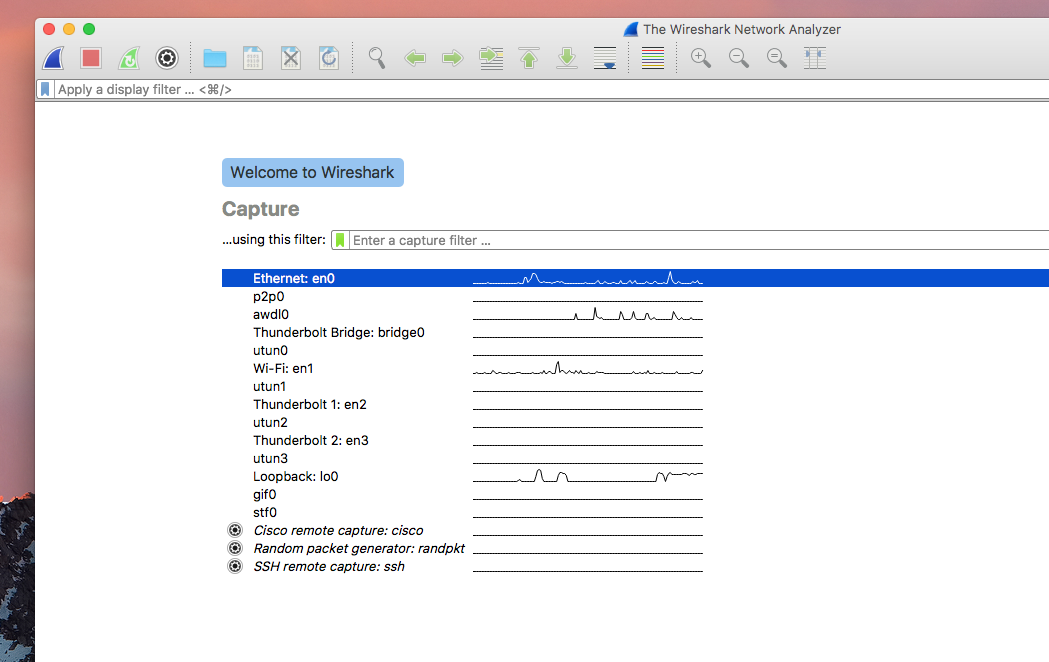 The Wireshark Network Analyzer
Apply a display filter ... <⌘/>
Welcome to Wireshark
Capture
...using this filter: Enter a capture filter ...
Ethernet: en0
p2p0
awdl0
Thunderbolt Bridge: bridge0
utun0
Wi-Fi: en1
utun1
Thunderbolt 1: en2
utun2
Thunderbolt 2: en3
utun3
Loopback: lo0
gif0
stf0
Cisco remote capture: cisco
Random packet generator: randpkt
SSH remote capture: ssh